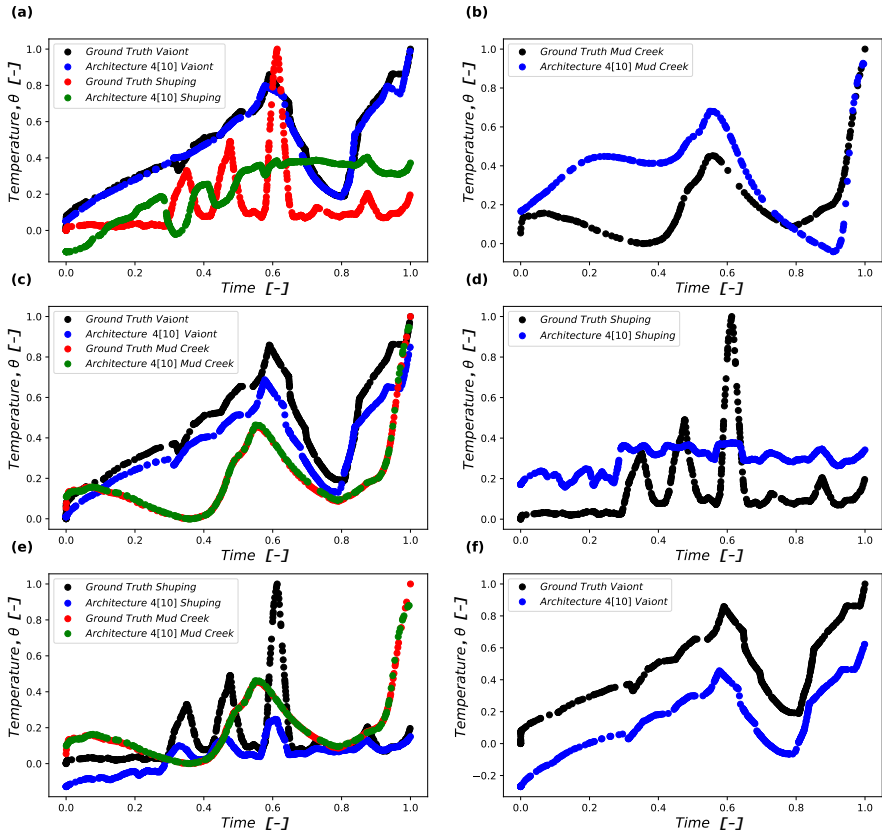 (a)
Ground Truth Vaiont
Architecture 4[10] Vaiont
Ground Truth Shuping
Architecture 4[10] Shuping
1.0
0.8
0.6
0.4
0.2
0.0
Temperature, θ [-]
0.0 0.2 0.4 0.6 0.8 1.0
Time [-]
(b)
Ground Truth Mud Creek
Architecture 4[10] Mud Creek
1.0
0.8
0.6
0.4
0.2
0.0
Temperature, θ [-]
0.0 0.2 0.4 0.6 0.8 1.0
Time [-]
(c)
Ground Truth Vaiont
Architecture 4[10] Vaiont
Ground Truth Mud Creek
Architecture 4[10] Mud Creek
1.0
0.8
0.6
0.4
0.2
0.0
Temperature, θ [-]
0.0 0.2 0.4 0.6 0.8 1.0
Time [-]
(d)
Ground Truth Shuping
Architecture 4[10] Shuping
1.0
0.8
0.6
0.4
0.2
0.0
Temperature, θ [-]
0.0 0.2 0.4 0.6 0.8 1.0
Time [-]
(e)
Ground Truth Shuping
Architecture 4[10] Shuping
Ground Truth Mud Creek
Architecture 4[10] Mud Creek
1.0
0.8
0.6
0.4
0.2
0.0
Temperature, θ [-]
0.0 0.2 0.4 0.6 0.8 1.0
Time [-]
(f)
Ground Truth Vaiont
Architecture 4[10] Vaiont
1.0
0.8
0.6
0.4
0.2
0.0
−0.2
Temperature, θ [-]
0.0 0.2 0.4 0.6 0.8 1.0
Time [-]